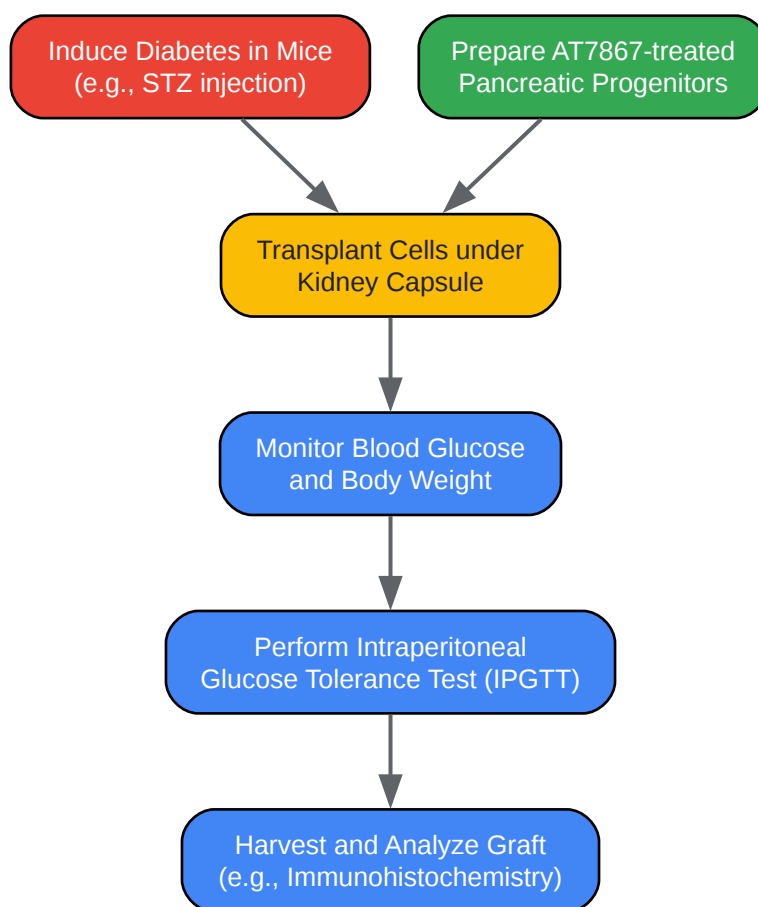 Induce Diabetes in Mice
(e.g., STZ injection)
Prepare AT7867-treated
Pancreatic Progenitors
Transplant Cells under
Kidney Capsule
Monitor Blood Glucose
and Body Weight
Perform Intraperitoneal
Glucose Tolerance Test (IPGTT)
Harvest and Analyze Graft
(e.g., Immunohistochemistry)